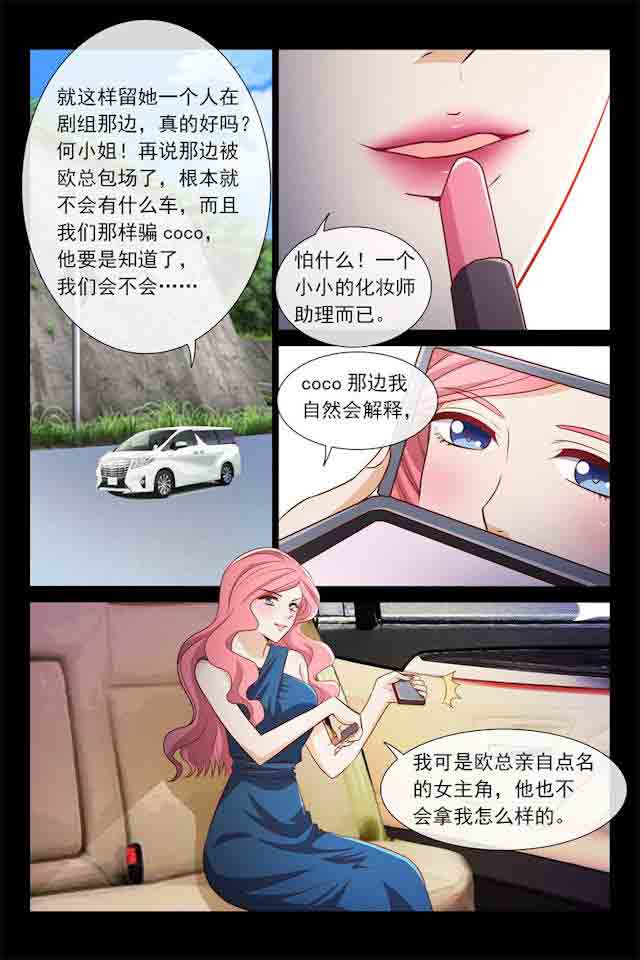 就这样留她一个人在
剧组那边，真的好吗？
何小姐！再说那边被
欧总包场了，根本就
不会有什么车，而且
我们那样骗 coco，
他要是知道了，
我们会不会……
怕什么！一个
小小的化妆师
助理而已。
coco 那边我
自然会解释，
我可是欧总亲自点名
的女主角，他也不
会拿我怎么样的。